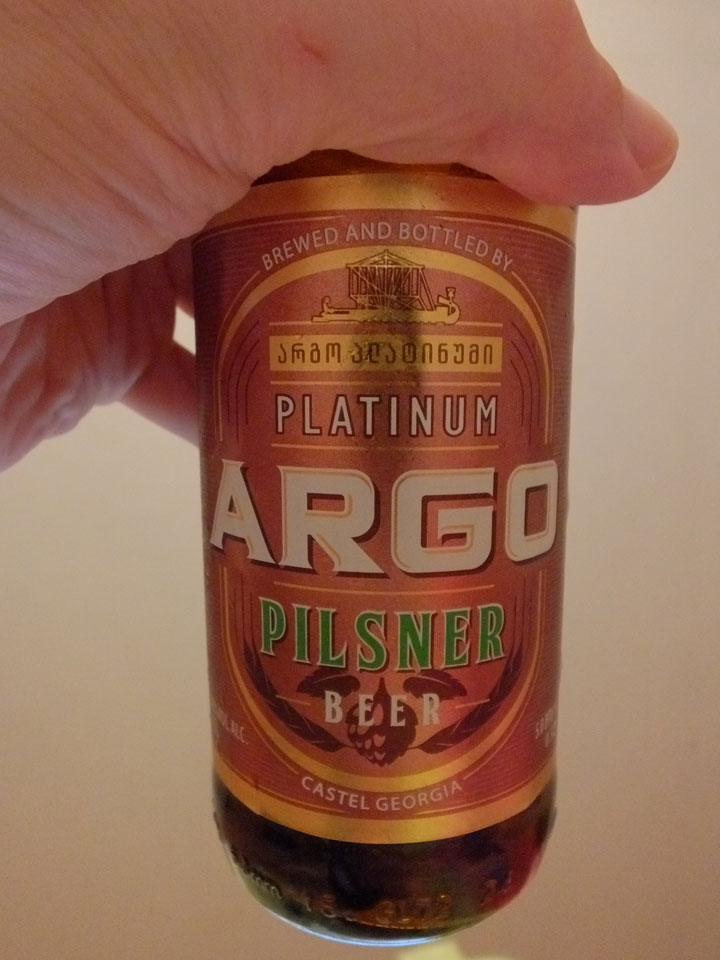 BREWED AND BOTTLED BY
არგო პლატინუმი
PLATINUM
ARGO
PILSNER
BEER
CASTEL GEORGIA